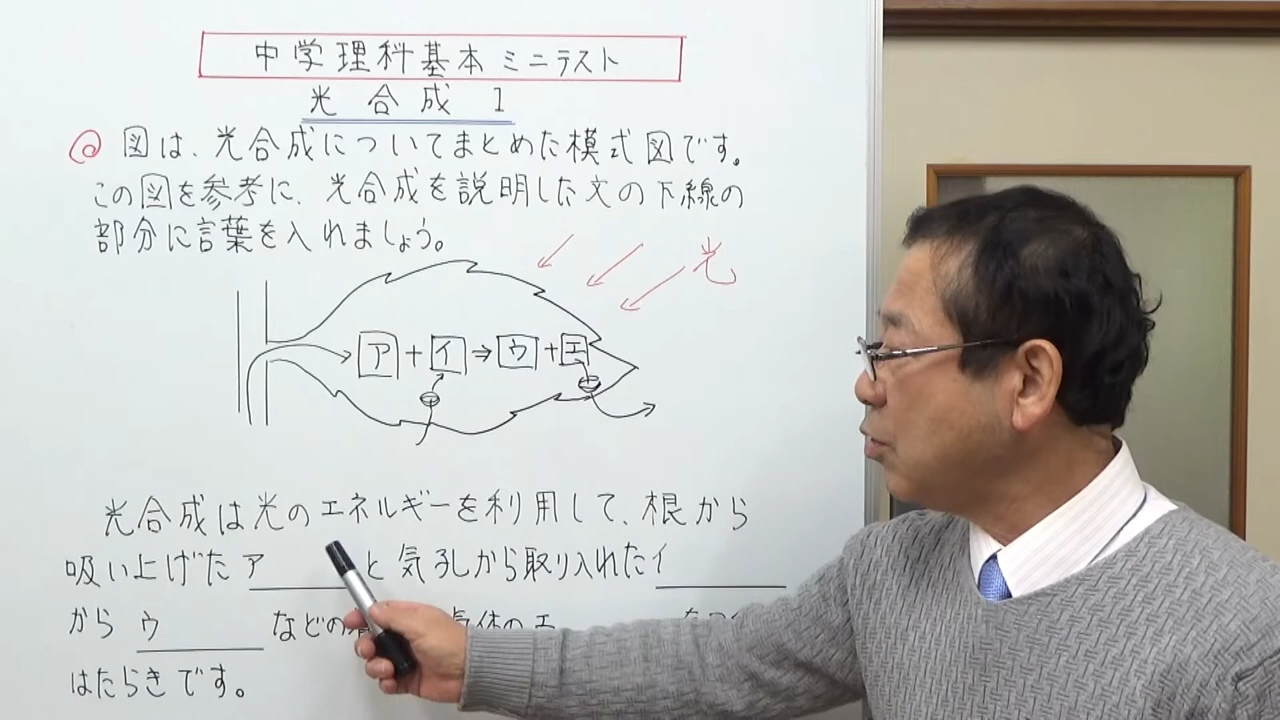 中学理科基本ミニテスト
光合成 1
図は、光合成についてまとめた模式図です。
この図を参考に、光合成を説明した文の下線の
部分に言葉を入れましょう。
光
ア + イ ⇒ ウ + エ
光合成は光のエネルギーを利用して、根から
吸い上げた ア と 気孔から取り入れた イ
から ウ などの 気体の エ
はたらきです。